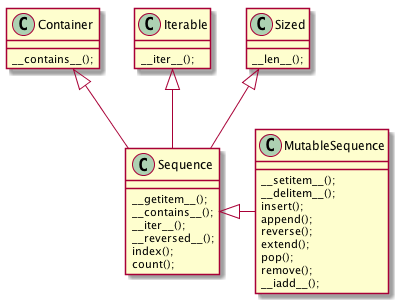 C Container
__contains__();
C Iterable
__iter__();
C Sized
__len__();
C Sequence
__getitem__();
__contains__();
__iter__();
__reversed__();
index();
count();
C MutableSequence
__setitem__();
__delitem__();
insert();
append();
reverse();
extend();
pop();
remove();
__iadd__();